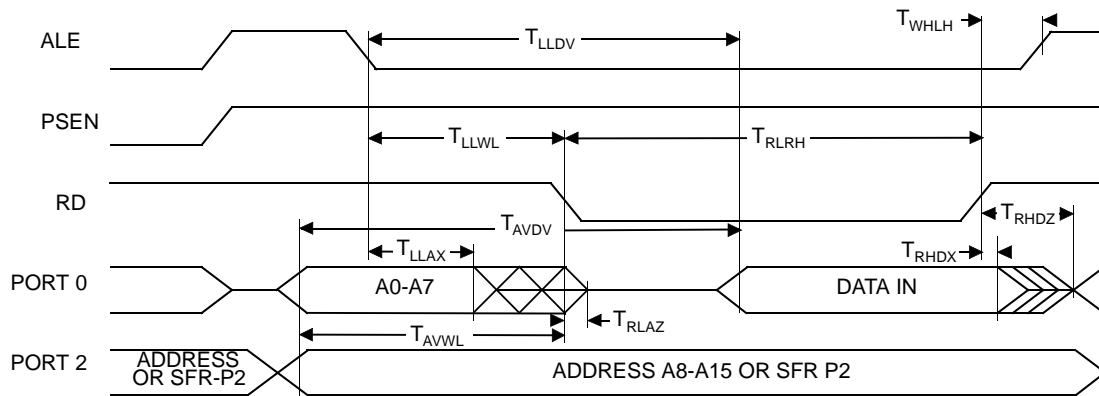 T_WHLH
ALE
T_LLDV
PSEN
T_LLWL
T_RLRH
RD
T_RHDZ
T_AVDV
T_LLAX
T_RHDX
PORT 0
A0-A7
DATA IN
T_RLAZ
T_AVWL
PORT 2
ADDRESS
OR SFR-P2
ADDRESS A8-A15 OR SFR P2